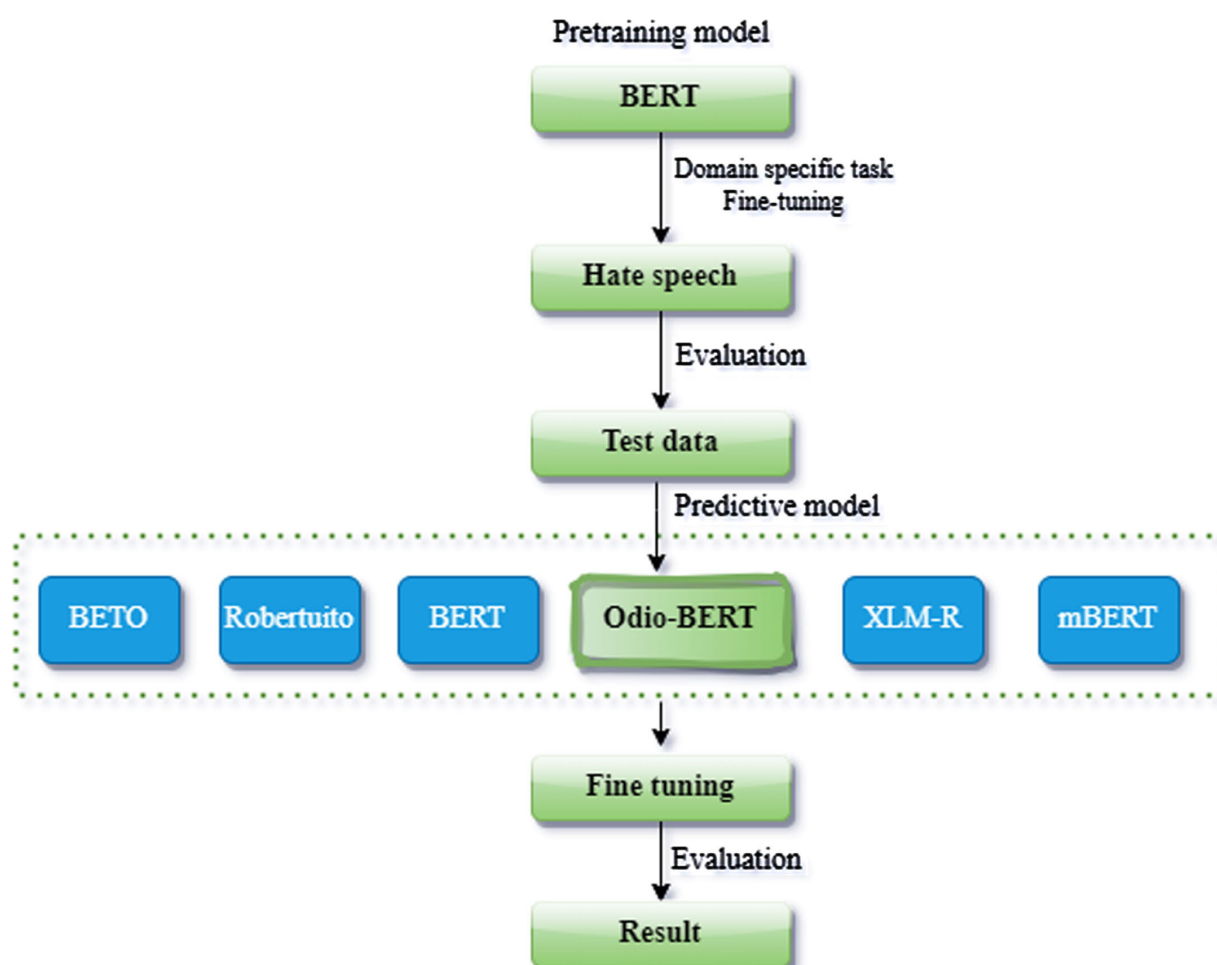 Pretraining model
BERT
Domain specific task
Fine-tuning
Hate speech
Evaluation
Test data
Predictive model
BETO
Robertuito
BERT
Odio-BERT
XLM-R
mBERT
Fine tuning
Evaluation
Result